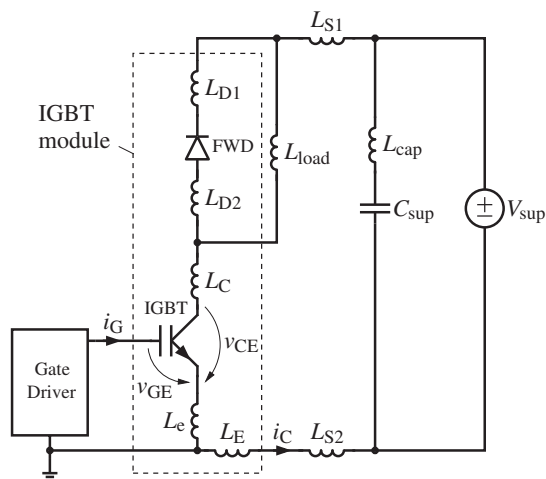 L_S1
L_D1
IGBT
module
FWD
L_load
L_cap
L_D2
C_sup
V_sup
±
L_C
IGBT
i_G
v_CE
Gate
Driver
v_GE
L_e
L_E
i_C
L_S2